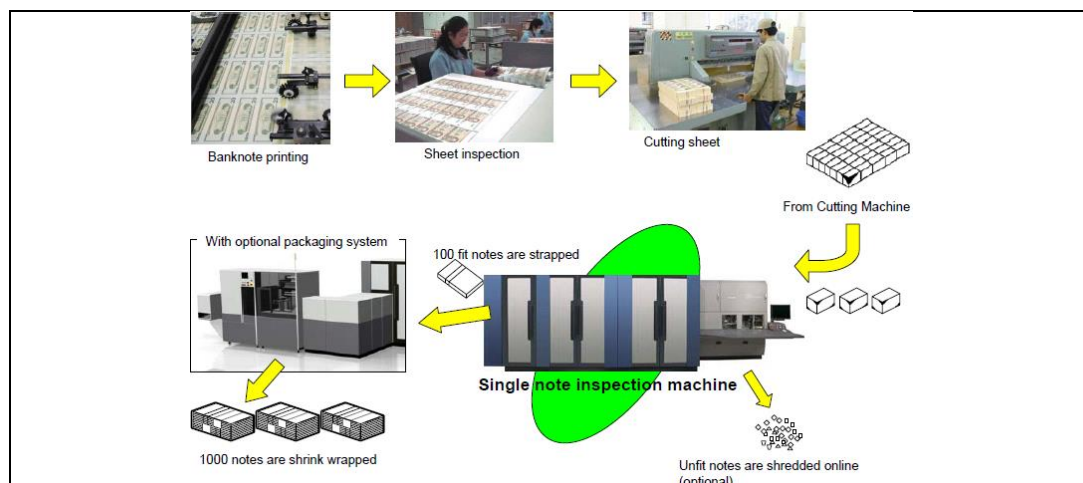 Banknote printing
Sheet inspection
Cutting sheet
From Cutting Machine
With optional packaging system
100 fit notes are strapped
Single note inspection machine
1000 notes are shrink wrapped
Unfit notes are shredded online
(optional)